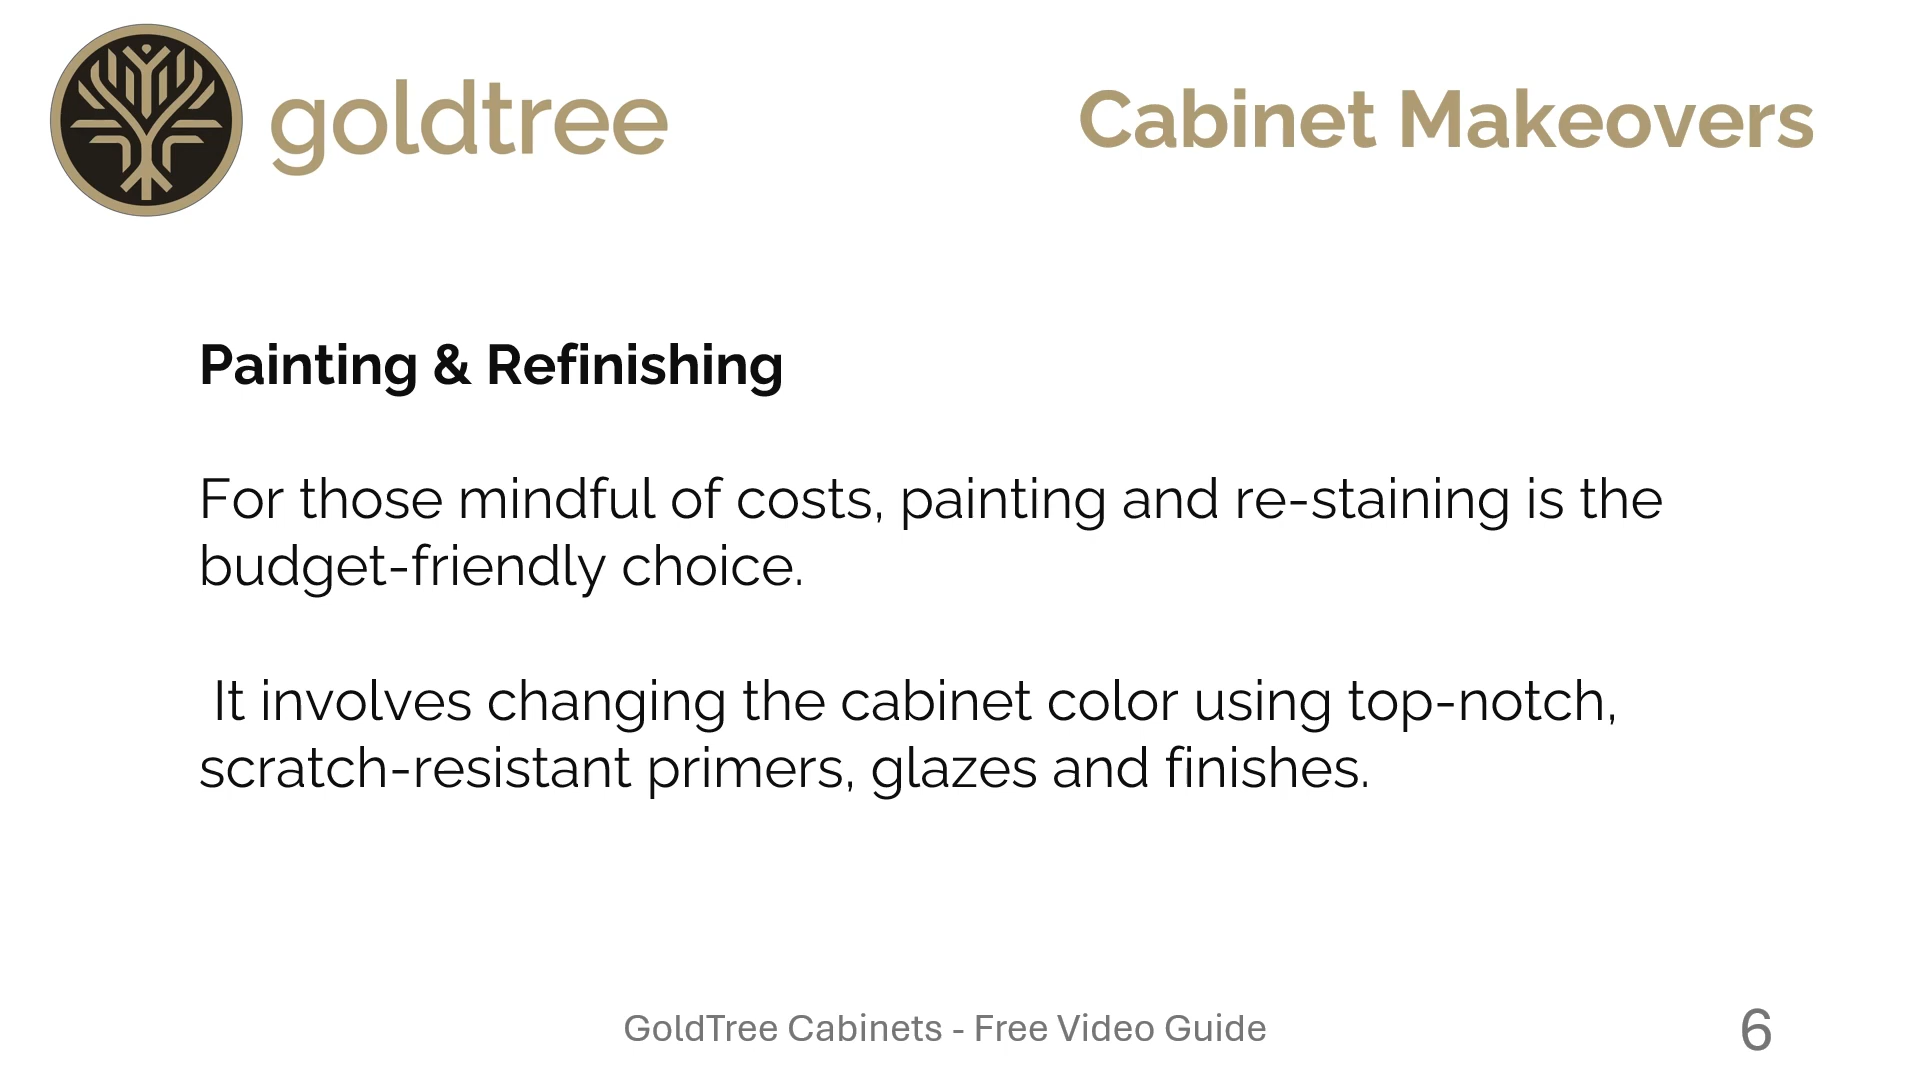 goldtree
Cabinet Makeovers
Painting & Refinishing
For those mindful of costs, painting and re-staining is the
budget-friendly choice.
It involves changing the cabinet color using top-notch,
scratch-resistant primers, glazes and finishes.
GoldTree Cabinets - Free Video Guide
6